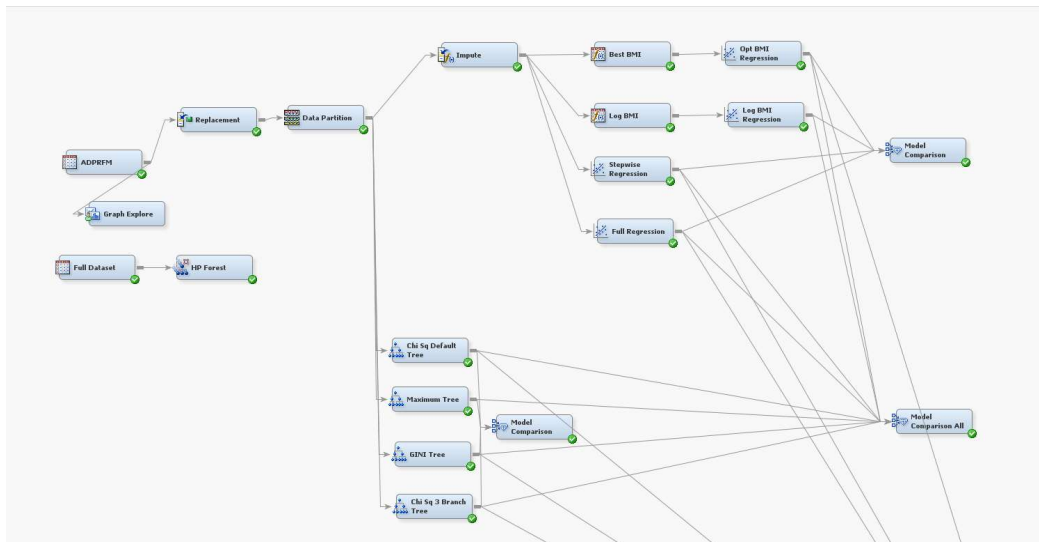 Impute
Best BMI
Opt BMI
Regression
Replacement
Data Partition
Log BMI
Log BMI
Regression
ADPRFM
Stepwise
Regression
Model
Comparison
Graph Explore
Full Regression
Full Dataset
HP Forest
Chi Sq Default
Tree
Maximum Tree
Model
Comparison
Model
Comparison All
GINI Tree
Chi Sq 3 Branch
Tree